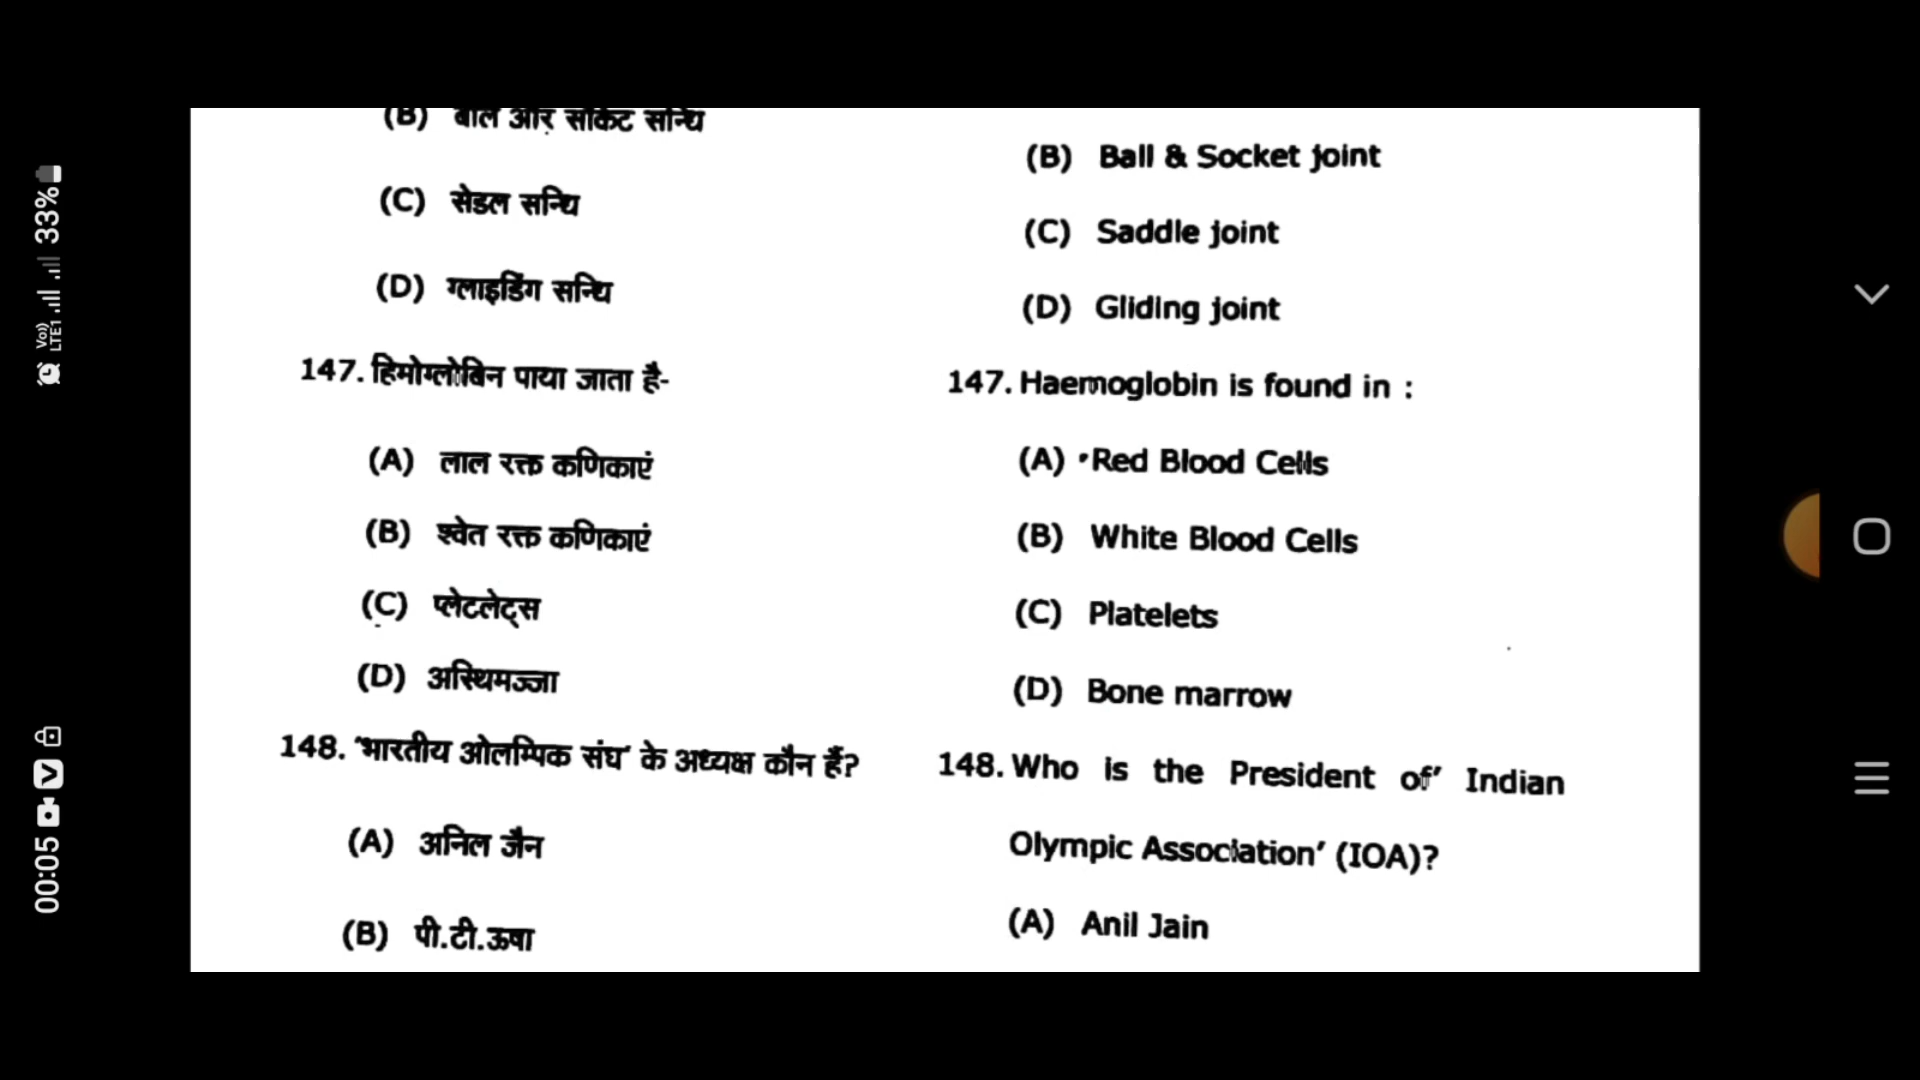 (B) बॉल और सॉकेट सन्धि
(C) सेडल सन्धि
(D) ग्लाइडिंग सन्धि
147. हिमोग्लोबिन पाया जाता है-
(A) लाल रक्त कणिकाएं
(B) श्वेत रक्त कणिकाएं
(C) प्लेटलेट्स
(D) अस्थिमज्जा
148. 'भारतीय ओलम्पिक संघ' के अध्यक्ष कौन हैं?
(A) अनिल जैन
(B) पी.टी.ऊषा
(B) Ball & Socket joint
(C) Saddle joint
(D) Gliding joint
147. Haemoglobin is found in :
(A) Red Blood Cells
(B) White Blood Cells
(C) Platelets
(D) Bone marrow
148. Who is the President of' Indian
Olympic Association' (IOA)?
(A) Anil Jain
33%
Vo)) LTE1
00:05
V